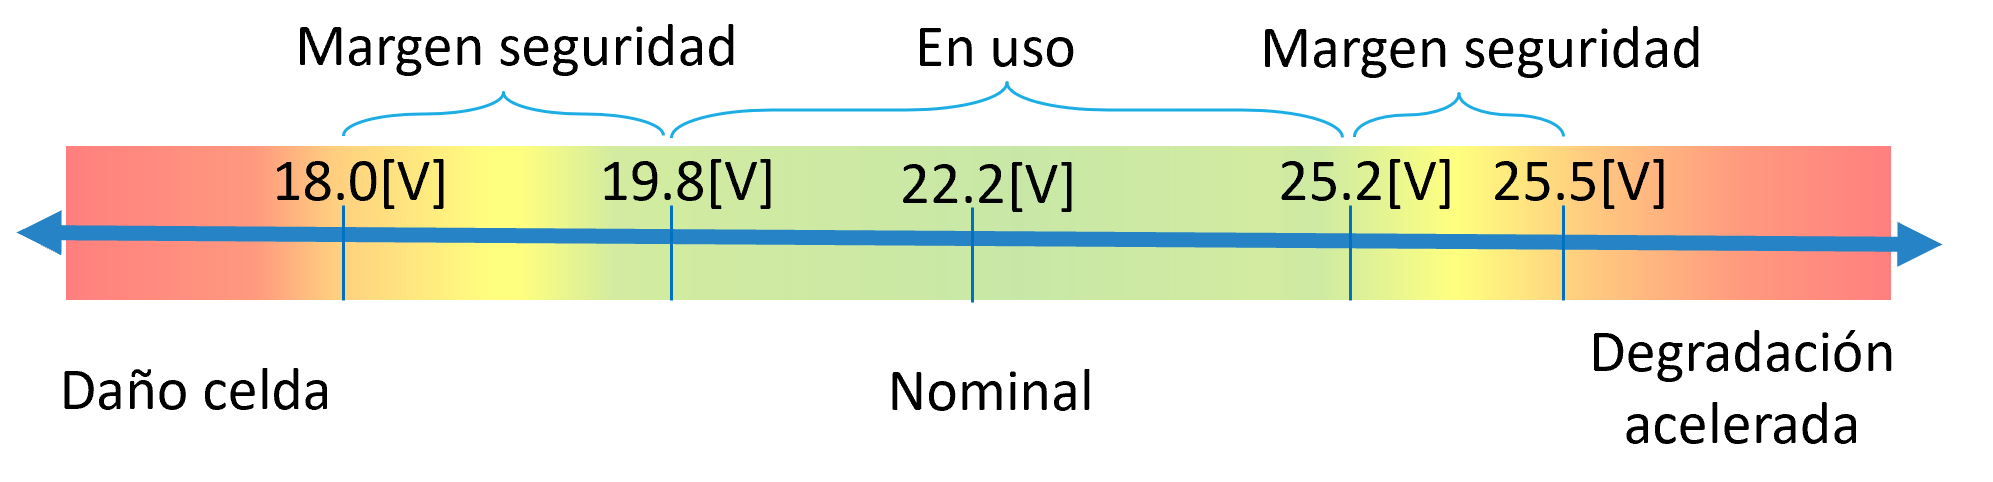 Margen seguridad
En uso
Margen seguridad
18.0[V]
19.8[V]
22.2[V]
25.2[V]
25.5[V]
Daño celda
Nominal
Degradación
acelerada